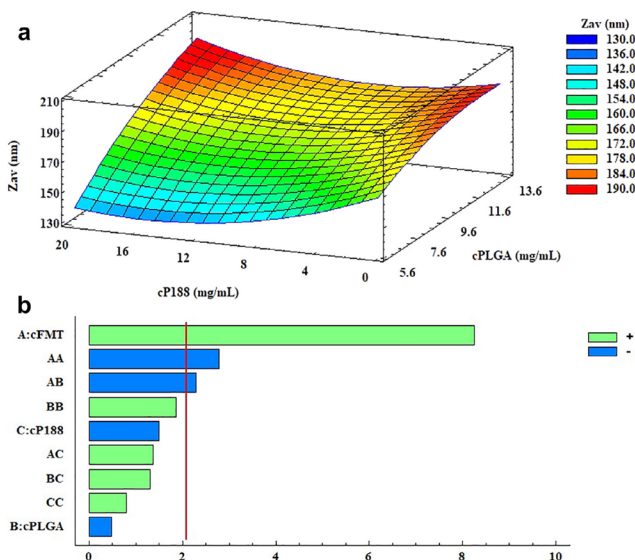 a
Zav (nm)
130.0
136.0
142.0
148.0
154.0
160.0
166.0
172.0
178.0
184.0
190.0
210
190
170
150
130
Zav (nm)
20 16 12 8 4 0
cP188 (mg/mL)
5.6 7.6 9.6 11.6 13.6
cPLGA (mg/mL)
b
A:cFMT
AA
AB
BB
C:cP188
AC
BC
CC
B:cPLGA
+
-
0 2 4 6 8 10